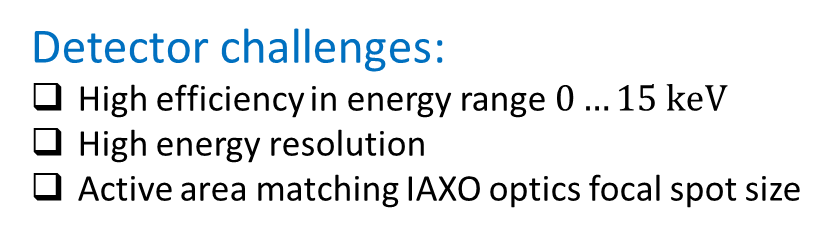 Detector challenges:
❑ High efficiency in energy range 0 … 15 keV
❑ High energy resolution
❑ Active area matching IAXO optics focal spot size